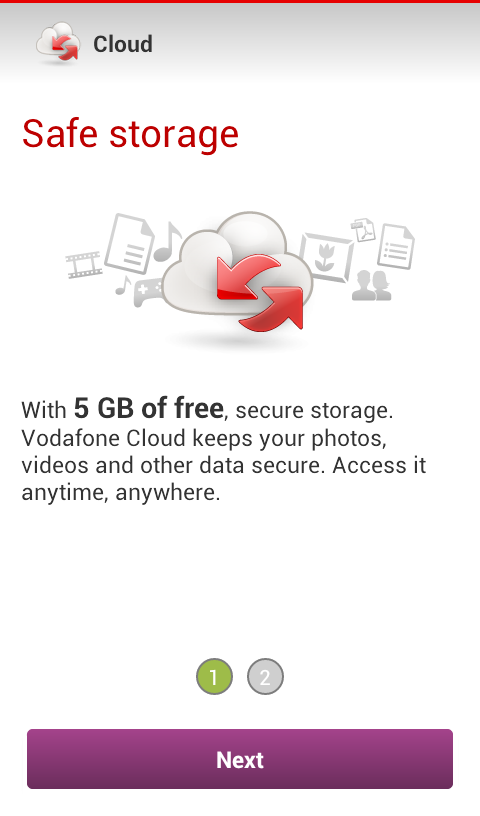 Cloud
Safe storage
With 5 GB of free, secure storage.
Vodafone Cloud keeps your photos,
videos and other data secure. Access it
anytime, anywhere.
1 2
Next